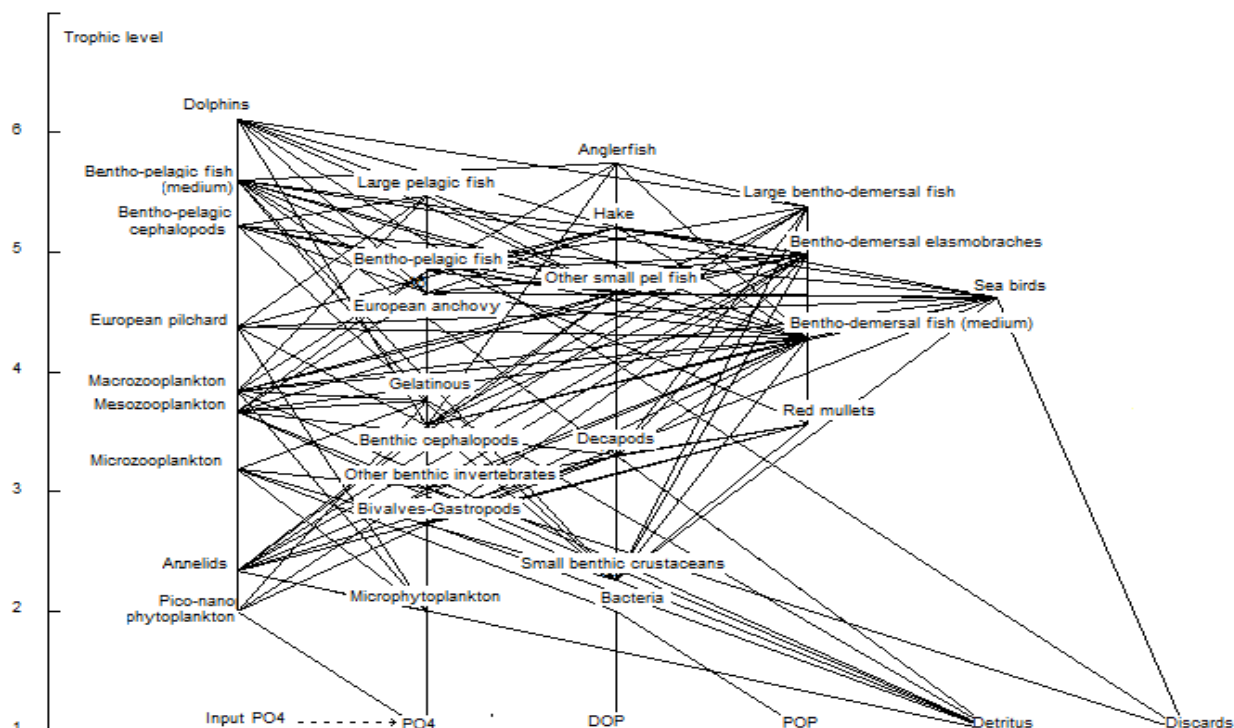 Trophic level
Dolphins
6
Anglerfish
Bentho-pelagic fish
(medium)
Large pelagic fish
Large bentho-demersal fish
Bentho-pelagic
cephalopods
Hake
5
Bentho-demersal elasmobraches
Bentho-pelagic fish
Other small pel fish
Sea birds
European anchovy
European pilchard
Bentho-demersal fish (medium)
4
Macrozooplankton
Gelatinous
Mesozooplankton
Red mullets
Benthic cephalopods
Decapods
Microzooplankton
Other benthic invertebrates
3
Bivalves-Gastropods
Annelids
Small benthic crustaceans
Pico-nano
phytoplankton
Microphytoplankton
Bacteria
2
Input PO4
PO4
DOP
POP
Detritus
Discards
1